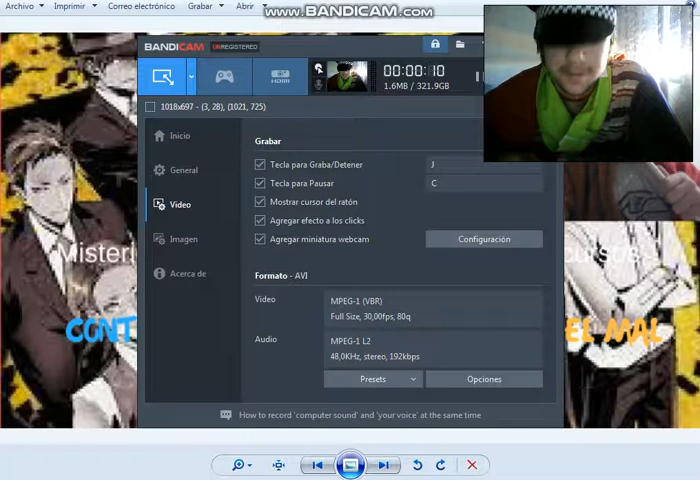 Archivo
Imprimir
Correo electrónico
Grabar
Abrir
www.BANDICAM.com
BANDICAM UNREGISTERED
HDMI
00:00:10
1.6MB / 321.9GB
1018x697 - (3, 28), (1021, 725)
Inicio
General
Video
Imagen
Acerca de
Grabar
Tecla para Graba/Detener J
Tecla para Pausar C
Mostrar cursor del ratón
Agregar efecto a los clicks
Agregar miniatura webcam Configuración
Formato - AVI
Video
MPEG-1 (VBR)
Full Size, 30,00fps, 80q
Audio
MPEG-1 L2
48,0KHz, stereo, 192kbps
Presets
Opciones
How to record 'computer sound' and 'your voice' at the same time
Misteri
cursos
CONT
EL MAL